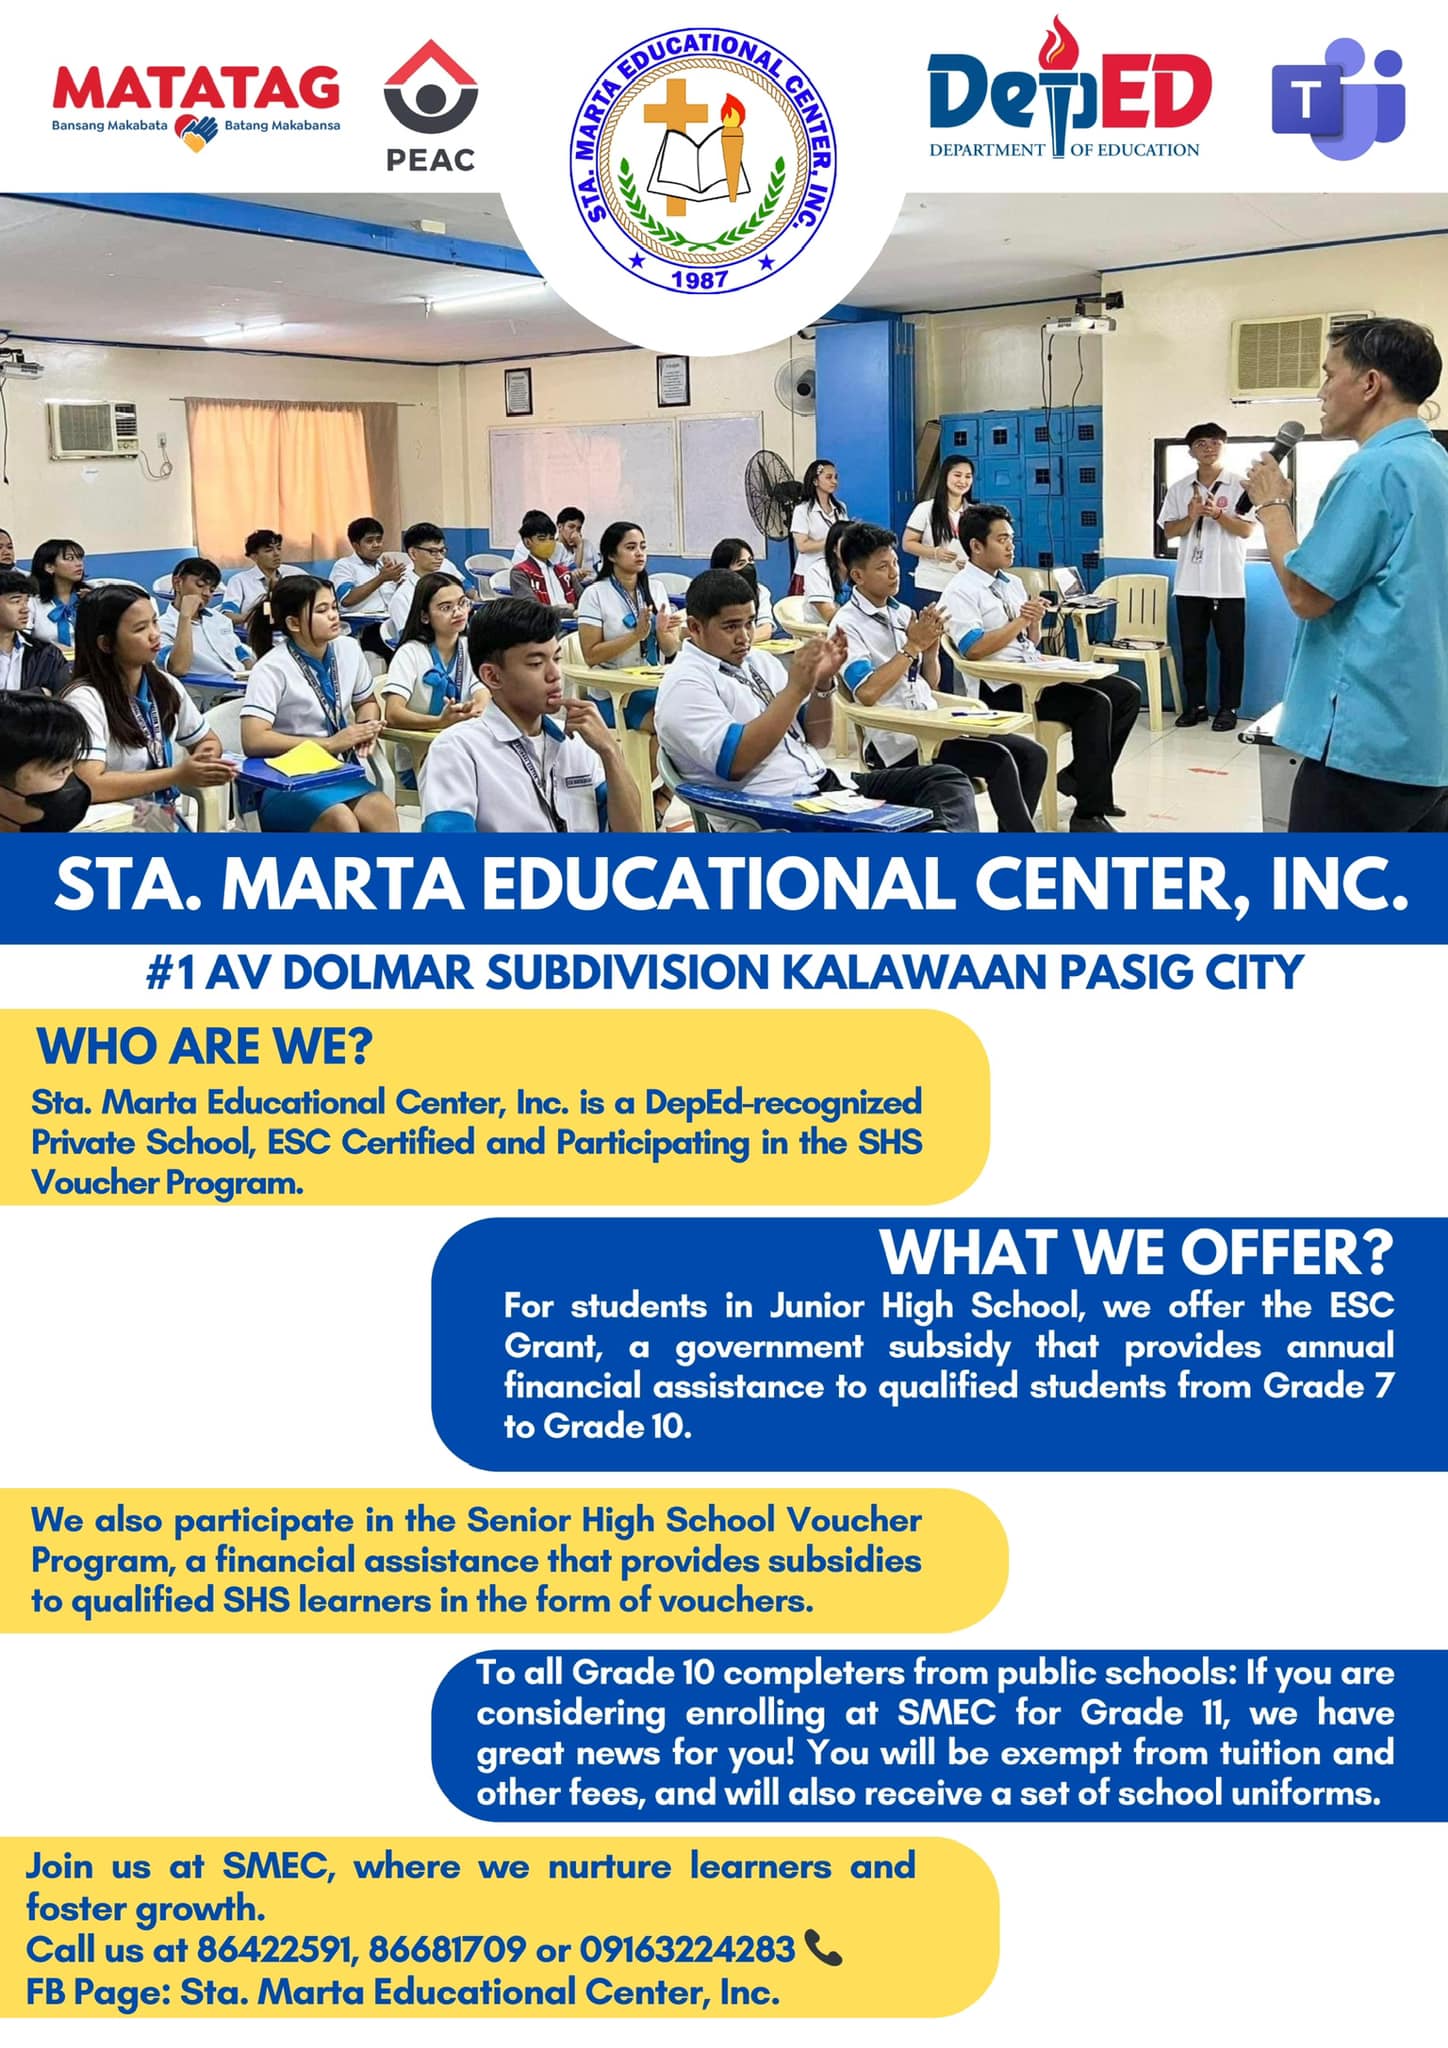 MATATAG
Bansang Makabata Batang Makabansa
PEAC
STA. MARTA EDUCATIONAL CENTER, INC.
1987
DepED
DEPARTMENT OF EDUCATION
T
STA. MARTA EDUCATIONAL CENTER, INC.
#1 AV DOLMAR SUBDIVISION KALAWAAN PASIG CITY
WHO ARE WE?
Sta. Marta Educational Center, Inc. is a DepEd-recognized
Private School, ESC Certified and Participating in the SHS
Voucher Program.
WHAT WE OFFER?
For students in Junior High School, we offer the ESC
Grant, a government subsidy that provides annual
financial assistance to qualified students from Grade 7
to Grade 10.
We also participate in the Senior High School Voucher
Program, a financial assistance that provides subsidies
to qualified SHS learners in the form of vouchers.
To all Grade 10 completers from public schools: If you are
considering enrolling at SMEC for Grade 11, we have
great news for you! You will be exempt from tuition and
other fees, and will also receive a set of school uniforms.
Join us at SMEC, where we nurture learners and
foster growth.
Call us at 86422591, 86681709 or 09163224283
FB Page: Sta. Marta Educational Center, Inc.